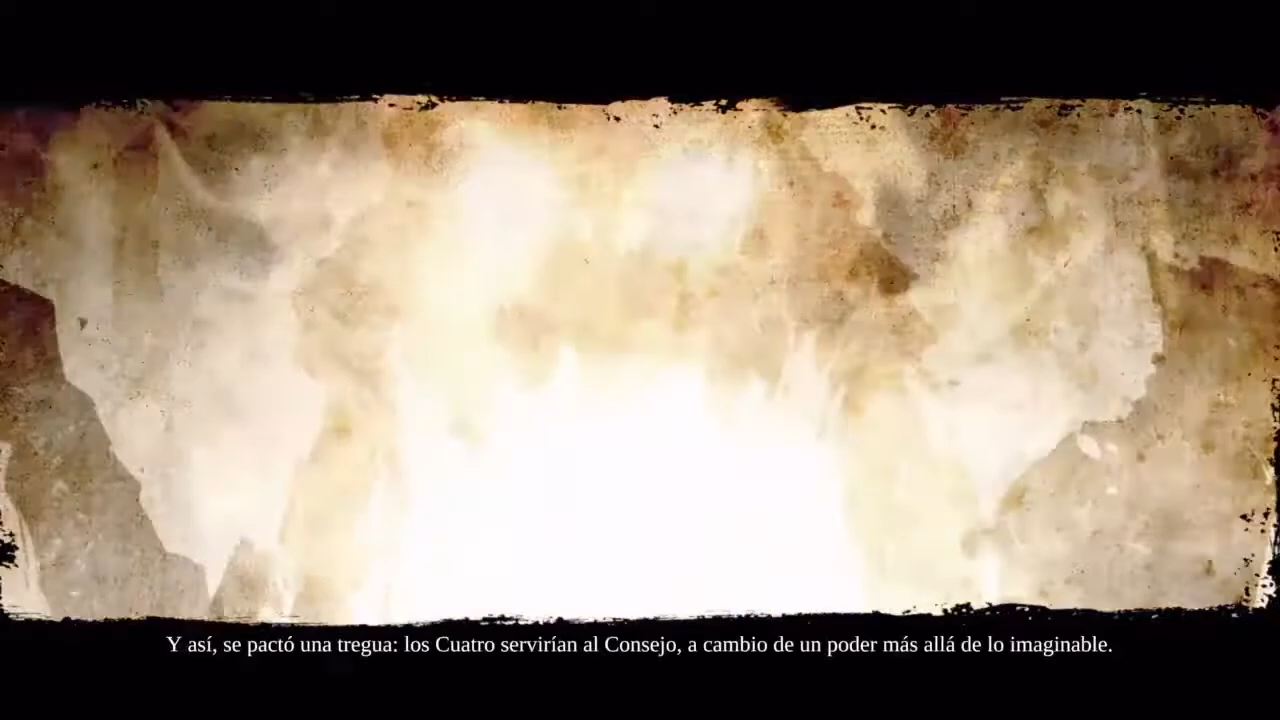 Y así, se pactó una tregua: los Cuatro servirían al Consejo, a cambio de un poder más allá de lo imaginable.